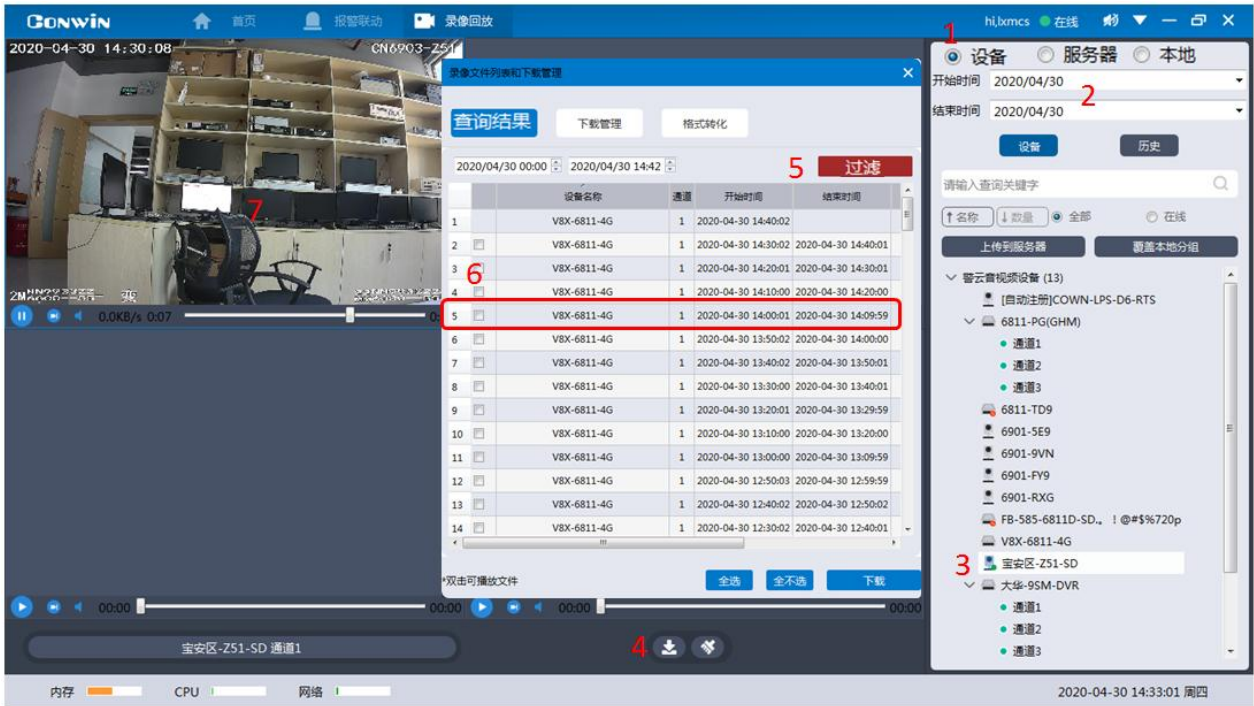 CONWIN 首页 报警联动 录像回放 hi,lxmcs 在线
1
设备 服务器 本地
开始时间 2020/04/30
2
结束时间 2020/04/30
设备 历史
请输入查询关键字
↑名称 ↓数量 全部 在线
上传到服务器 覆盖本地分组
警云音视频设备 (13)
[自动注册]COWN-LPS-D6-RTS
6811-PG(GHM)
通道1
通道2
通道3
6811-TD9
6901-5E9
6901-9VN
6901-FY9
6901-RXG
FB-585-6811D-SD.。！@#$%720p
V8X-6811-4G
3 宝安区-Z51-SD
大华-9SM-DVR
通道1
通道2
通道3
2020-04-30 14:30:08 CN6903-Z51
7
0.0KB/s 0:07
录像文件列表和下载管理
查询结果 下载管理 格式转化
2020/04/30 00:00 2020/04/30 14:42 5 过滤
设备名称 通道 开始时间 结束时间
1 V8X-6811-4G 1 2020-04-30 14:40:02
2 V8X-6811-4G 1 2020-04-30 14:30:02 2020-04-30 14:40:01
3 V8X-6811-4G 1 2020-04-30 14:20:01 2020-04-30 14:30:01
6
4 V8X-6811-4G 1 2020-04-30 14:10:00 2020-04-30 14:20:00
5 V8X-6811-4G 1 2020-04-30 14:00:01 2020-04-30 14:09:59
6 V8X-6811-4G 1 2020-04-30 13:50:02 2020-04-30 14:00:00
7 V8X-6811-4G 1 2020-04-30 13:40:02 2020-04-30 13:50:01
8 V8X-6811-4G 1 2020-04-30 13:30:00 2020-04-30 13:40:01
9 V8X-6811-4G 1 2020-04-30 13:20:01 2020-04-30 13:29:59
10 V8X-6811-4G 1 2020-04-30 13:10:00 2020-04-30 13:20:00
11 V8X-6811-4G 1 2020-04-30 13:00:00 2020-04-30 13:09:59
12 V8X-6811-4G 1 2020-04-30 12:50:03 2020-04-30 12:59:59
13 V8X-6811-4G 1 2020-04-30 12:40:02 2020-04-30 12:50:02
14 V8X-6811-4G 1 2020-04-30 12:30:02 2020-04-30 12:40:01
*双击可播放文件 全选 全不选 下载
00:00 00:00 00:00 00:00
宝安区-Z51-SD 通道1 4
内存 CPU 网络 2020-04-30 14:33:01 周四